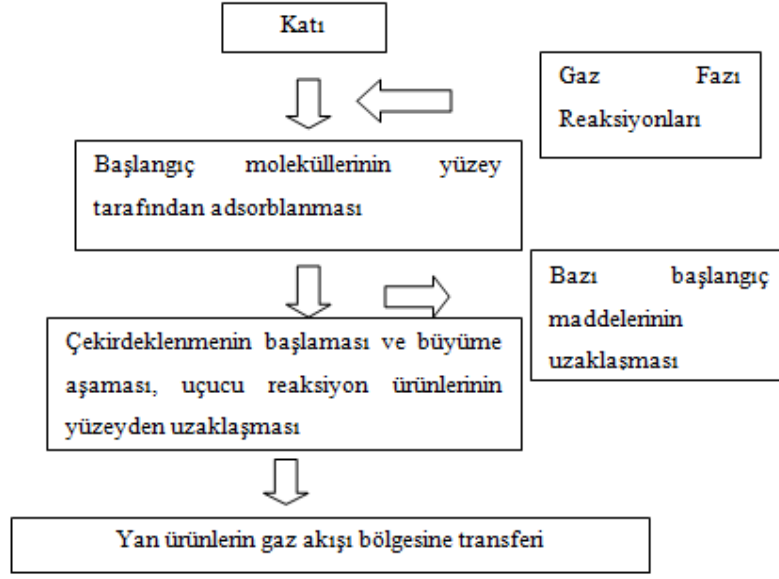 Katı
Gaz Fazı
Reaksiyonları
Başlangıç moleküllerinin yüzey
tarafından adsorblanması
Bazı başlangıç
maddelerinin
uzaklaşması
Çekirdeklenmenin başlaması ve büyüme
aşaması, uçucu reaksiyon ürünlerinin
yüzeyden uzaklaşması
Yan ürünlerin gaz akışı bölgesine transferi